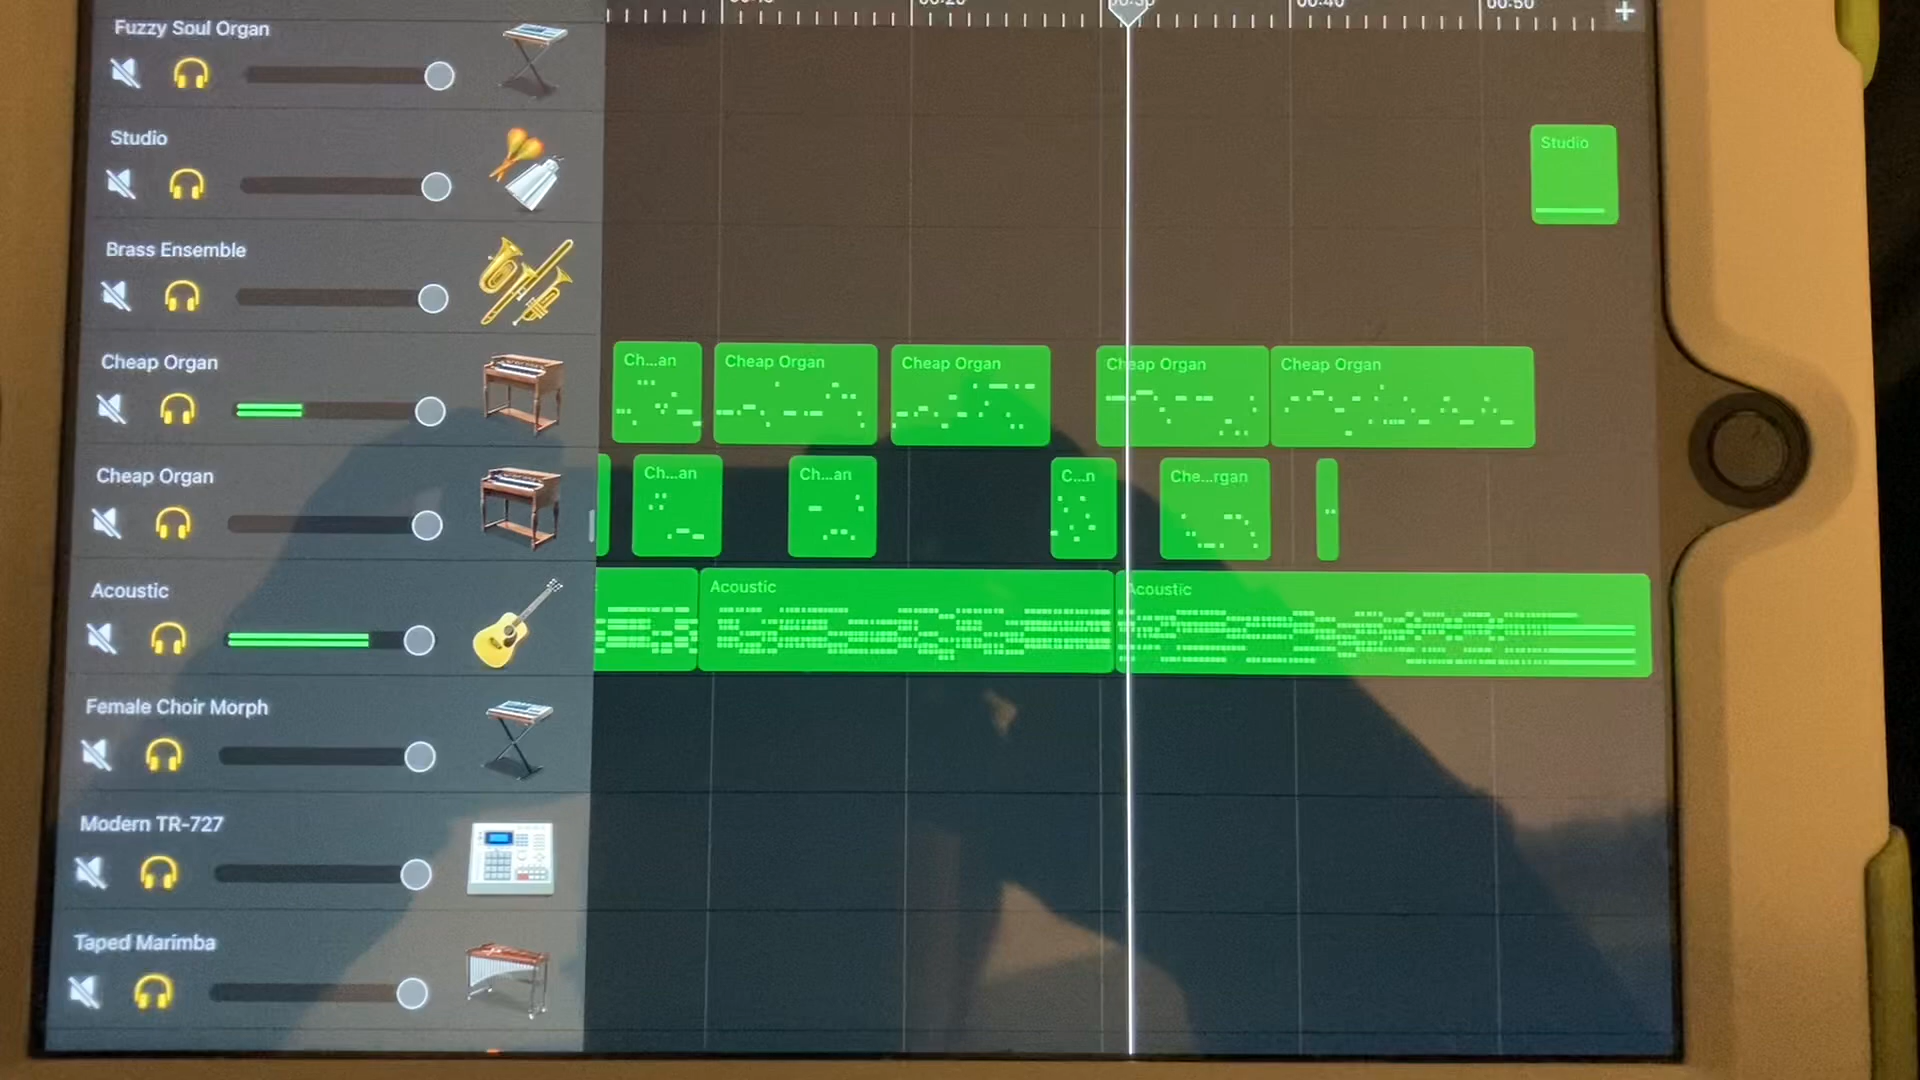 00:20
00:30
00:40
00:50
Fuzzy Soul Organ
Studio
Studio
Brass Ensemble
Cheap Organ
Ch...an
Cheap Organ
Cheap Organ
Cheap Organ
Cheap Organ
Cheap Organ
Ch...an
Ch...an
C...n
Che...rgan
Acoustic
Acoustic
Acoustic
Female Choir Morph
Modern TR-727
Taped Marimba